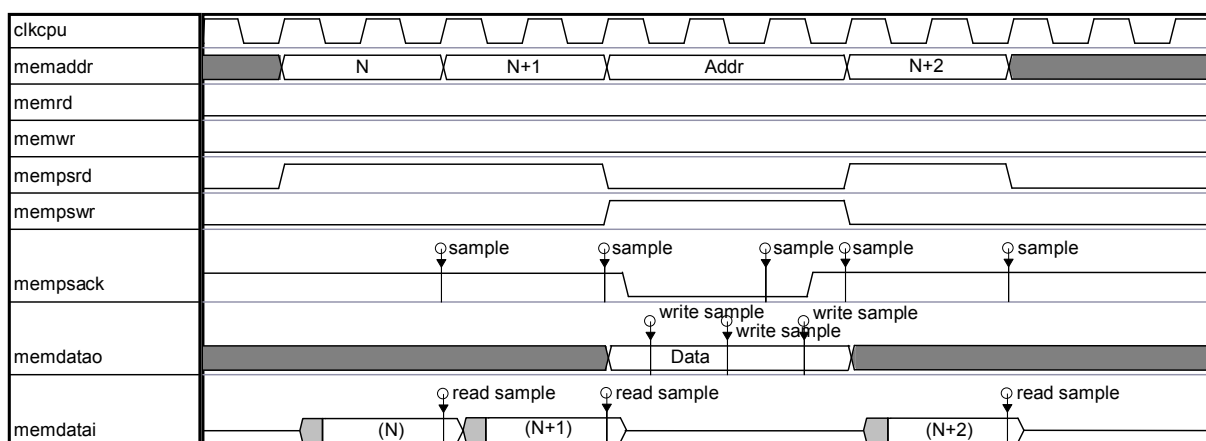 clkcpu
memaddr N N+1 Addr N+2
memrd
memwr
mempsrd
mempswr
sample sample sample sample sample
mempsack
write sample write sample
write sample
memdatao Data
read sample read sample read sample
memdatai (N) (N+1) (N+2)